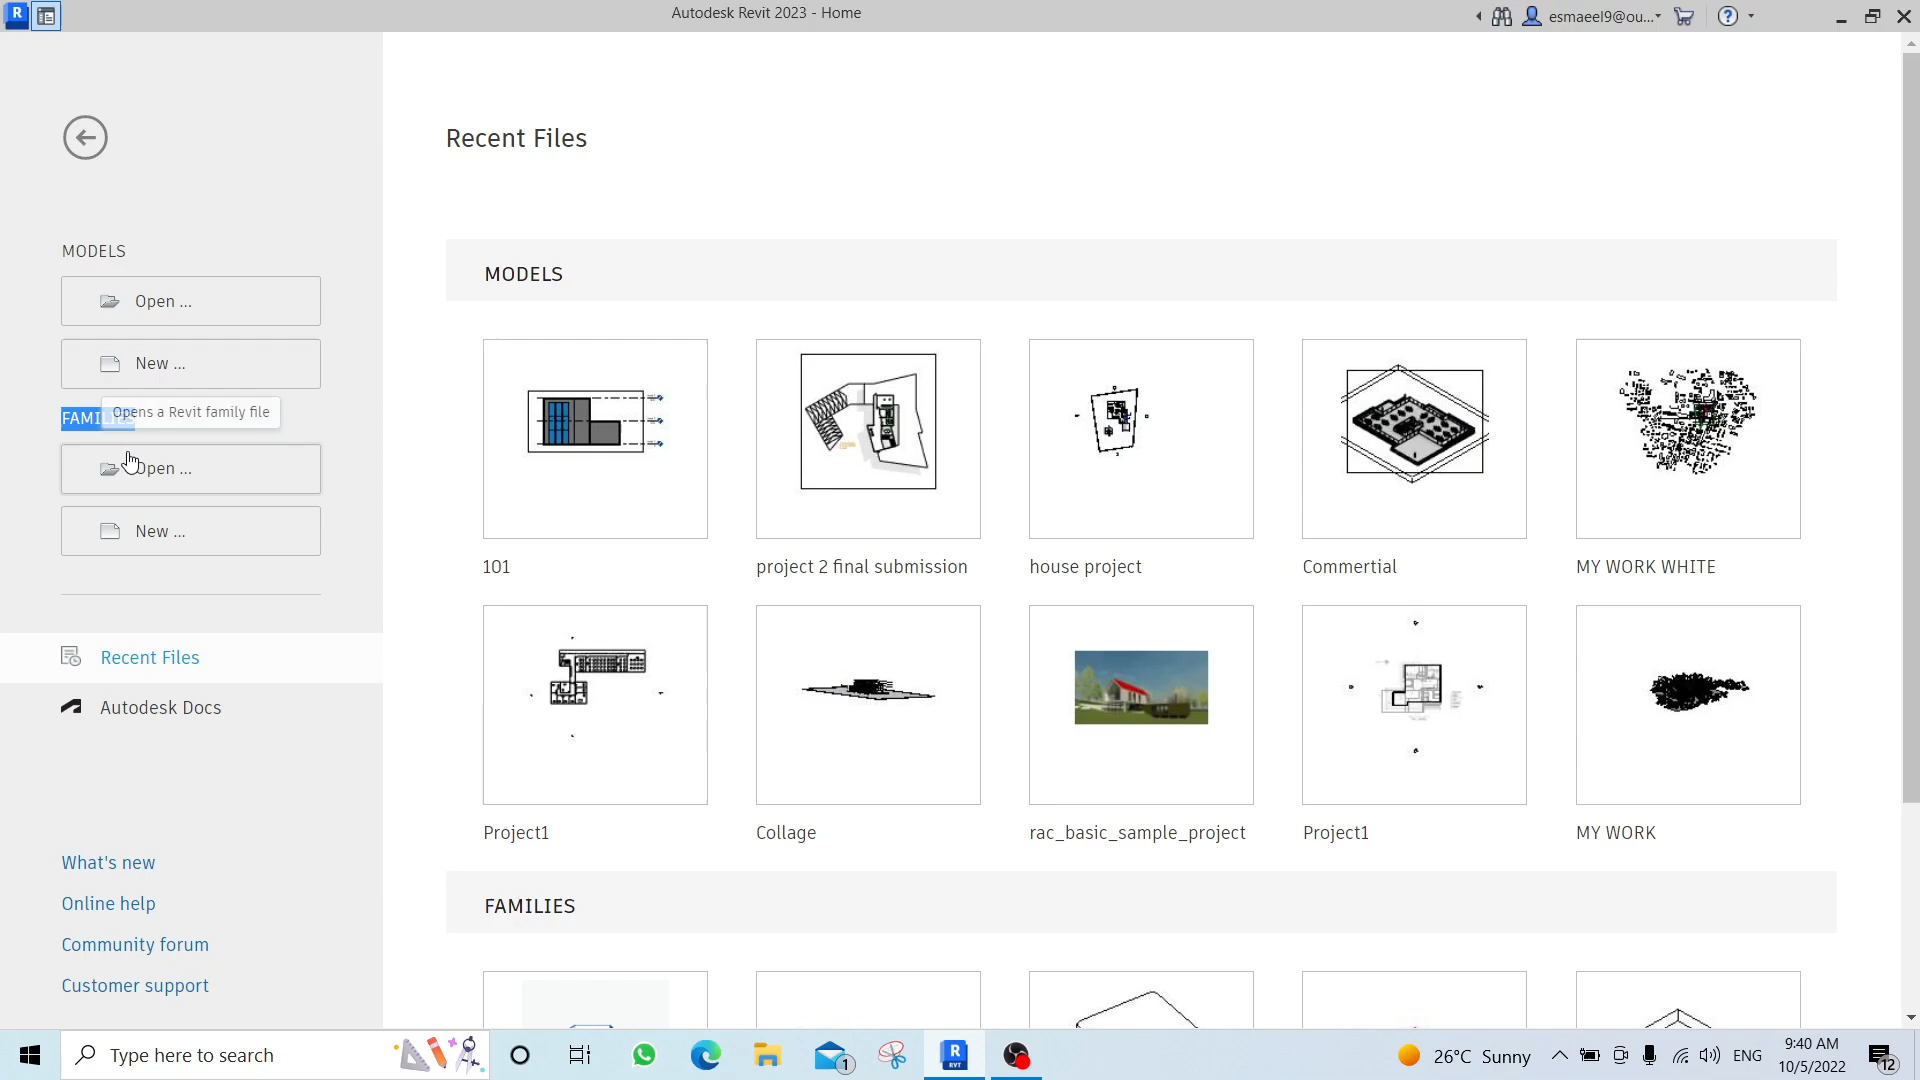 R
Autodesk Revit 2023 - Home
esmaeel9@ou...
?
Recent Files
MODELS
Open ...
New ...
FAMILIES
Opens a Revit family file
Open ...
New ...
Recent Files
Autodesk Docs
What's new
Online help
Community forum
Customer support
MODELS
101
project 2 final submission
house project
Commertial
MY WORK WHITE
Project1
Collage
rac_basic_sample_project
Project1
MY WORK
FAMILIES
Type here to search
1
R
RVT
26°C Sunny
ENG
9:40 AM
10/5/2022
12